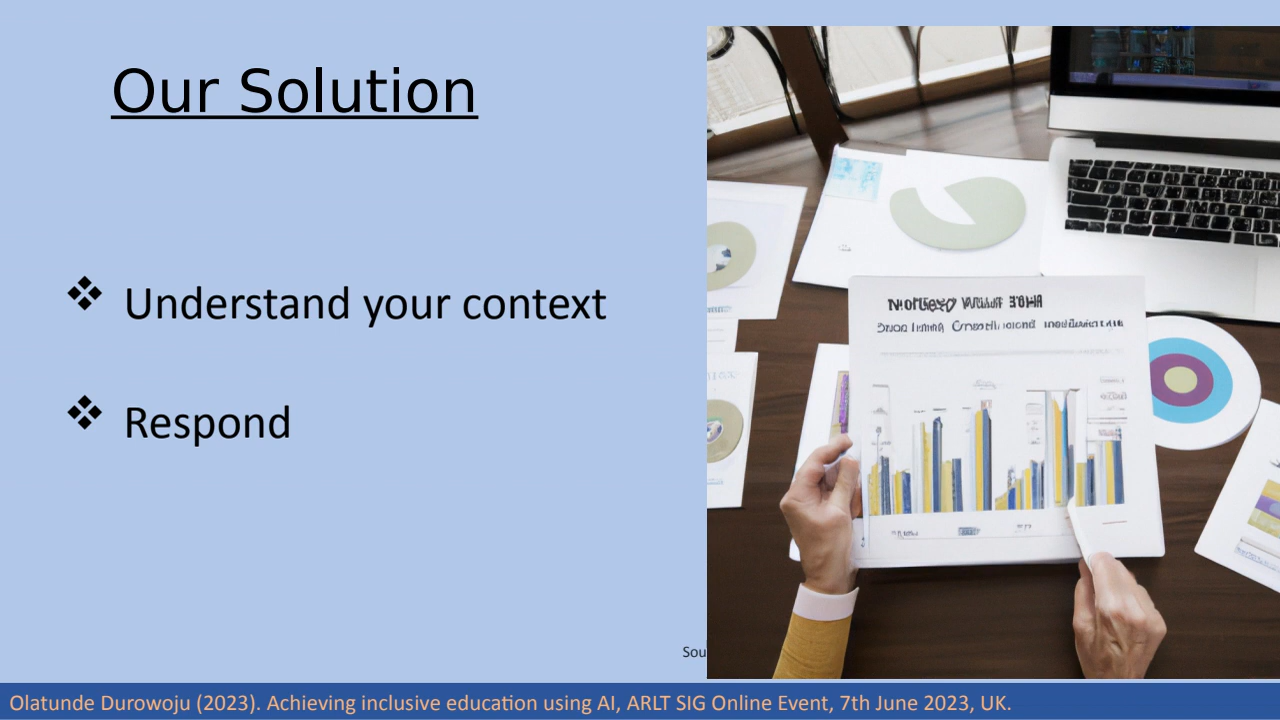 Our Solution
❖ Understand your context
❖ Respond
Sou
Olatunde Durowoju (2023). Achieving inclusive education using AI, ARLT SIG Online Event, 7th June 2023, UK.